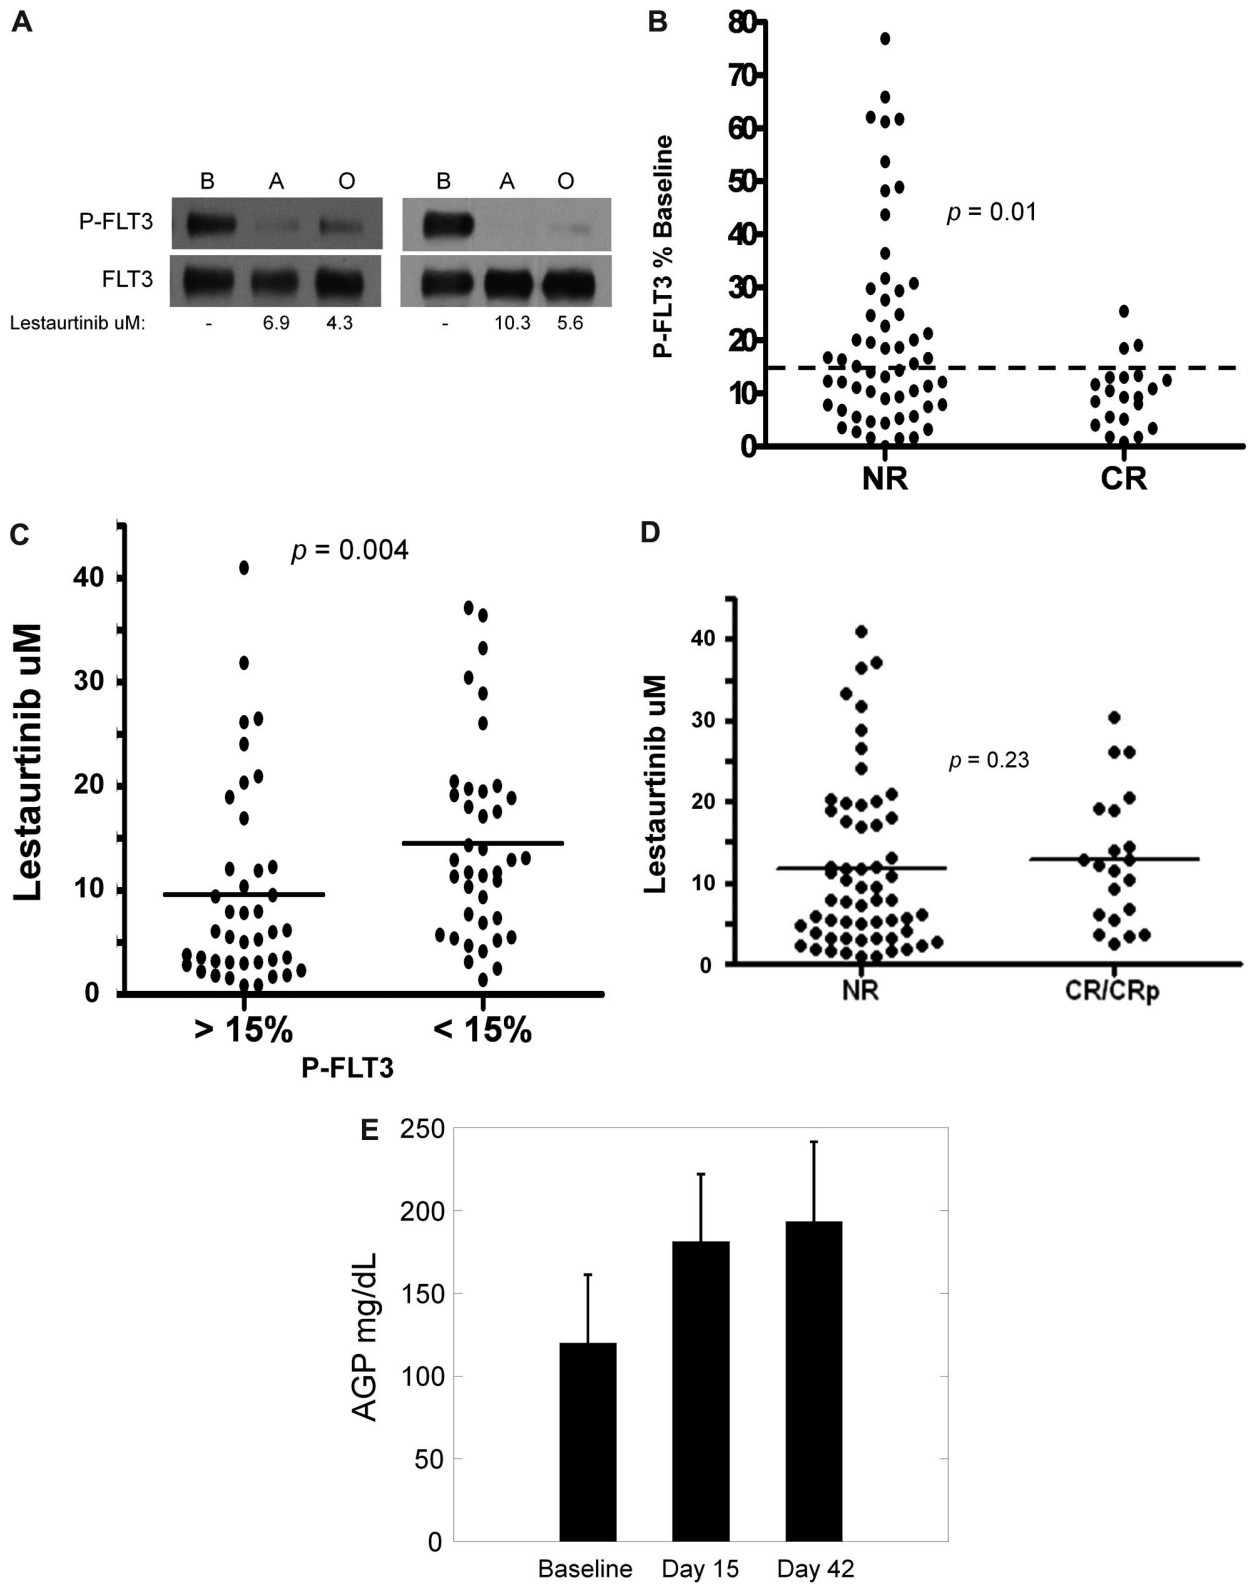 A
B A O B A O
P-FLT3
FLT3
Lestaurtinib uM: - 6.9 4.3 - 10.3 5.6
B
80
70
60
50
40
30
20
10
0
P-FLT3 % Baseline
p = 0.01
NR CR
C
40
30
20
10
0
Lestaurtinib uM
p = 0.004
> 15% < 15%
P-FLT3
D
40
30
20
10
0
Lestaurtinib uM
p = 0.23
NR CR/CRp
E
250
200
150
100
50
0
AGP mg/dL
Baseline Day 15 Day 42